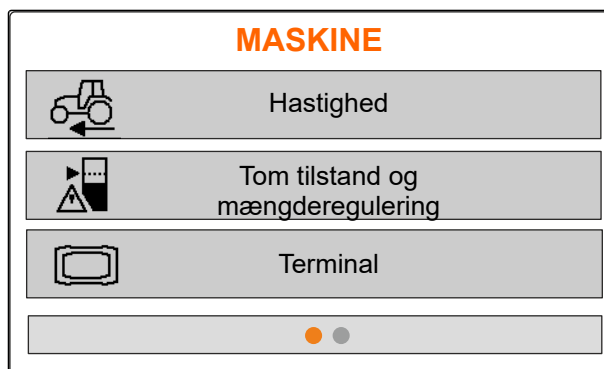 MASKINE
Hastighed
Tom tilstand og
mængderegulering
Terminal